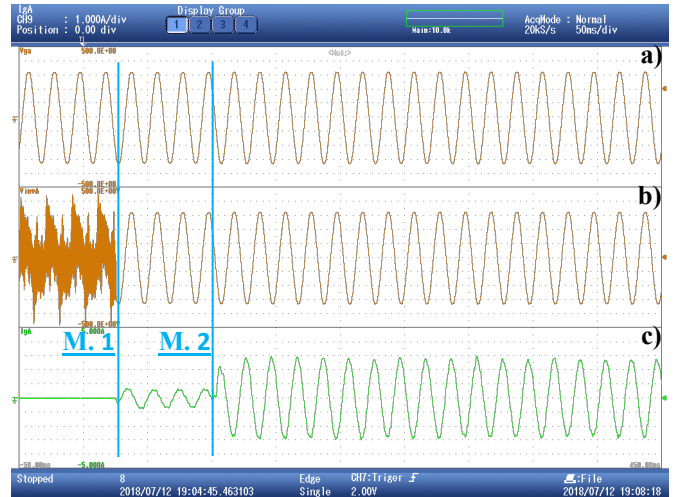 IgA
CH9 : 1.000A/div
Position : 0.00 div
Display Group
1 2 3 4
Main:10.0k
AcqMode : Normal
20kS/s 50ms/div
Vga 500.0E+00
a)
-500.0E+00
VinvA 500.0E+00
b)
-500.0E+00
IgA 5.000A
M. 1 M. 2 c)
-50.00ms -5.000A 450.00ms
Stopped 8 Edge CH7:Triger File
2018/07/12 19:04:45.463103 Single 2.00V 2018/07/12 19:08:18